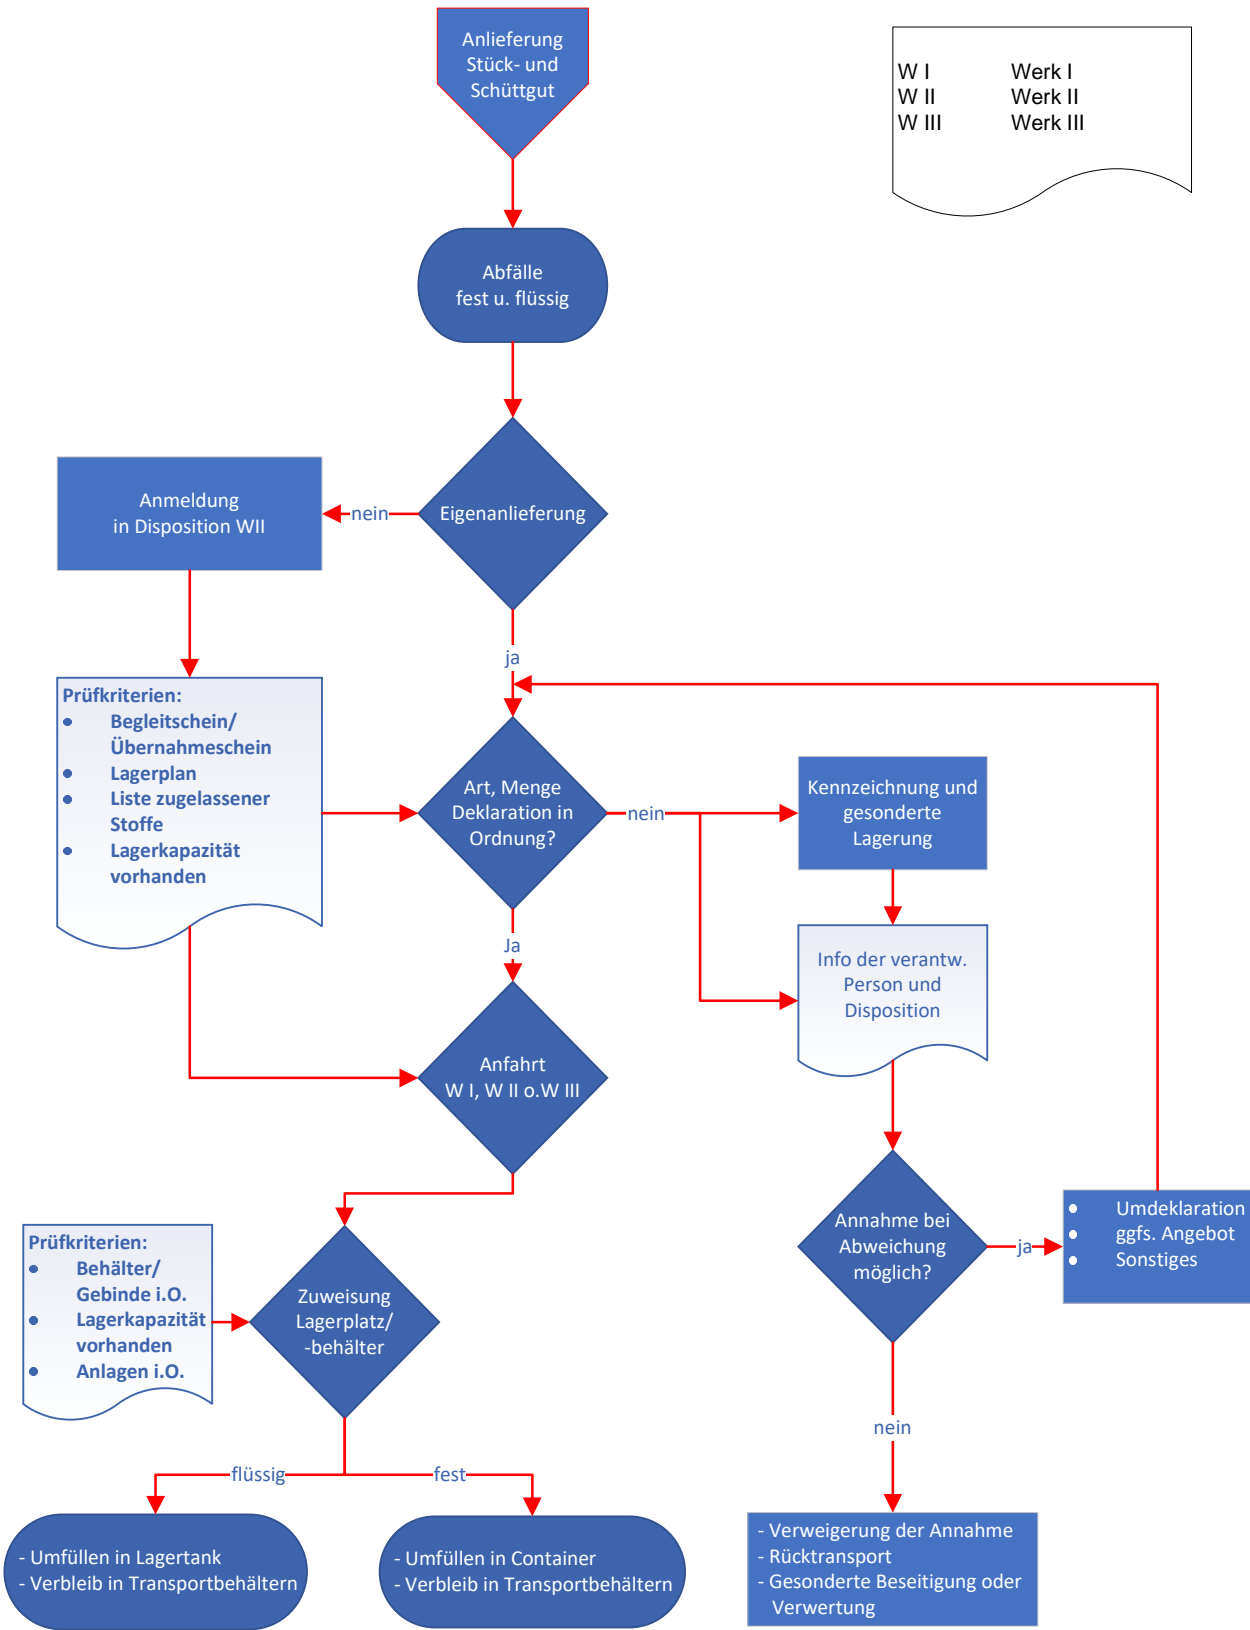 Anlieferung
Stück- und
Schüttgut
W I Werk I
W II Werk II
W III Werk III
Abfälle
fest u. flüssig
Anmeldung
in Disposition WII
nein
Eigenanlieferung
ja
Prüfkriterien:
• Begleitschein/
Übernahmeschein
• Lagerplan
• Liste zugelassener
Stoffe
• Lagerkapazität
vorhanden
Art, Menge
Deklaration in
Ordnung?
nein
Kennzeichnung und
gesonderte
Lagerung
Ja
Info der verantw.
Person und
Disposition
Anfahrt
W I, W II o.W III
Annahme bei
Abweichung
möglich?
ja
• Umdeklaration
• ggfs. Angebot
• Sonstiges
Prüfkriterien:
• Behälter/
Gebinde i.O.
• Lagerkapazität
vorhanden
• Anlagen i.O.
Zuweisung
Lagerplatz/
-behälter
nein
flüssig
fest
- Umfüllen in Lagertank
- Verbleib in Transportbehältern
- Umfüllen in Container
- Verbleib in Transportbehältern
- Verweigerung der Annahme
- Rücktransport
- Gesonderte Beseitigung oder
Verwertung